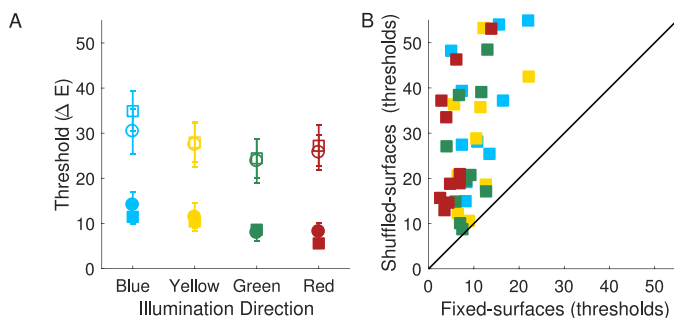 A
Threshold (Δ E)
50
40
30
20
10
0
Blue Yellow Green Red
Illumination Direction
B
Shuffled-surfaces (thresholds)
50
40
30
20
10
0
0 10 20 30 40 50
Fixed-surfaces (thresholds)